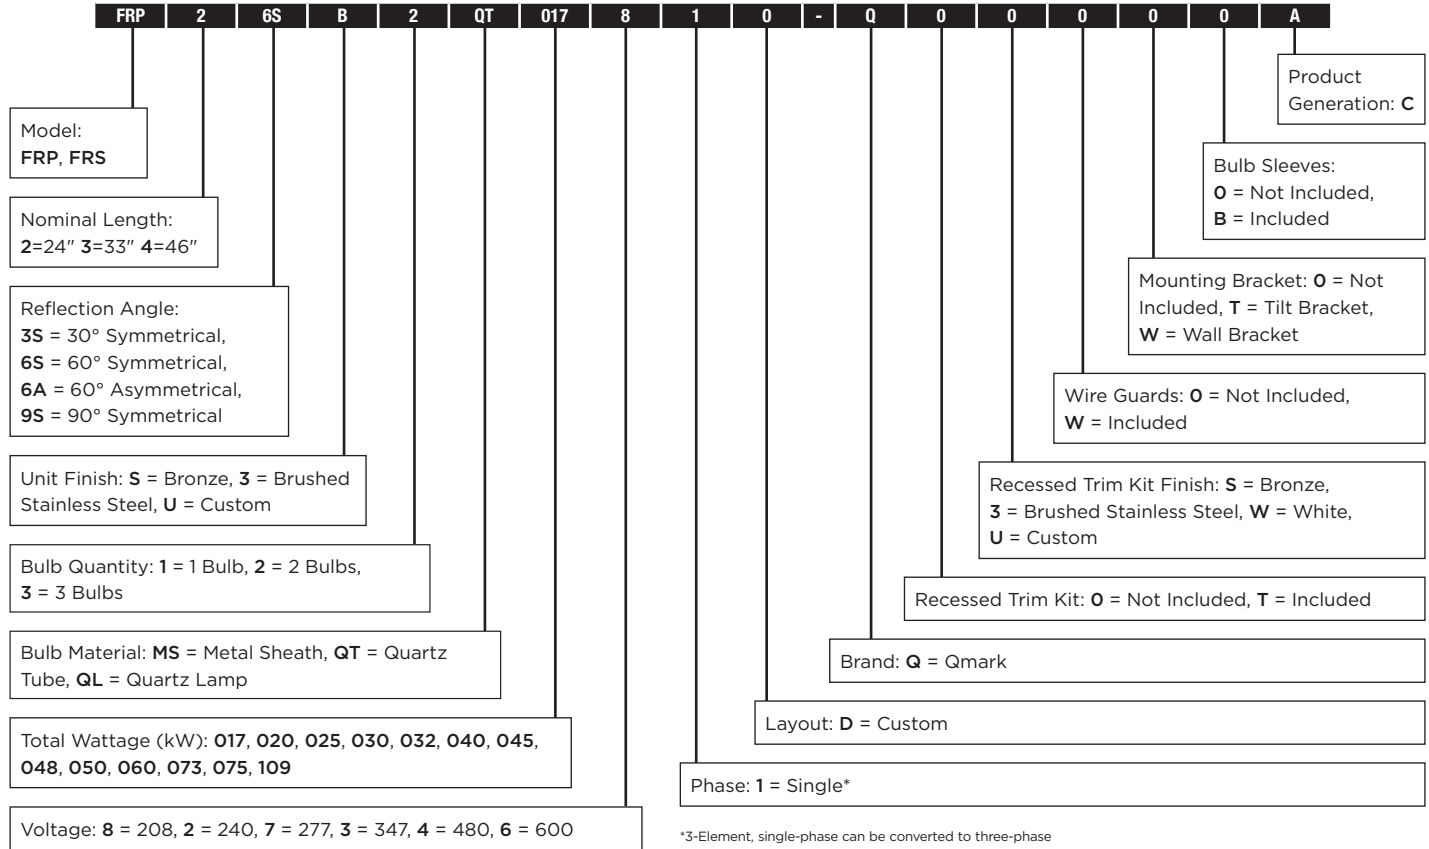 FRP 2 6S B 2 QT 017 8 1 0 - Q 0 0 0 0 0 A
Model:
FRP, FRS
Nominal Length:
2=24" 3=33" 4=46"
Reflection Angle:
3S = 30° Symmetrical,
6S = 60° Symmetrical,
6A = 60° Asymmetrical,
9S = 90° Symmetrical
Unit Finish: S = Bronze, 3 = Brushed
Stainless Steel, U = Custom
Bulb Quantity: 1 = 1 Bulb, 2 = 2 Bulbs,
3 = 3 Bulbs
Bulb Material: MS = Metal Sheath, QT = Quartz
Tube, QL = Quartz Lamp
Total Wattage (kW): 017, 020, 025, 030, 032, 040, 045,
048, 050, 060, 073, 075, 109
Voltage: 8 = 208, 2 = 240, 7 = 277, 3 = 347, 4 = 480, 6 = 600
Product
Generation: C
Bulb Sleeves:
0 = Not Included,
B = Included
Mounting Bracket: 0 = Not
Included, T = Tilt Bracket,
W = Wall Bracket
Wire Guards: 0 = Not Included,
W = Included
Recessed Trim Kit Finish: S = Bronze,
3 = Brushed Stainless Steel, W = White,
U = Custom
Recessed Trim Kit: 0 = Not Included, T = Included
Brand: Q = Qmark
Layout: D = Custom
Phase: 1 = Single*
*3-Element, single-phase can be converted to three-phase